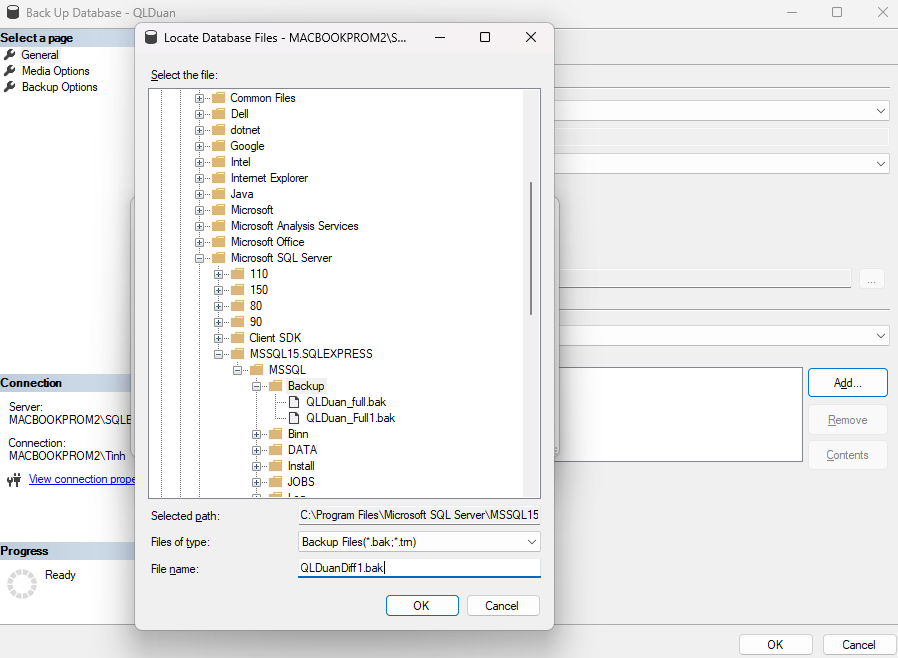 Back Up Database - QLDuan
Select a page
General
Media Options
Backup Options
Connection
Server:
MACBOOKPROM2\SQLE
Connection:
MACBOOKPROM2\Tinh
View connection prope
Progress
Ready
Locate Database Files - MACBOOKPROM2\S...
Select the file:
Common Files
Dell
dotnet
Google
Intel
Internet Explorer
Java
Microsoft
Microsoft Analysis Services
Microsoft Office
Microsoft SQL Server
110
150
80
90
Client SDK
MSSQL15.SQLEXPRESS
MSSQL
Backup
QLDuan_full.bak
QLDuan_Full1.bak
Binn
DATA
Install
JOBS
Log
Selected path:
C:\Program Files\Microsoft SQL Server\MSSQL15
Files of type:
Backup Files(*.bak;*.trn)
File name:
QLDuanDiff1.bak
OK
Cancel
...
Add...
Remove
Contents
OK
Cancel